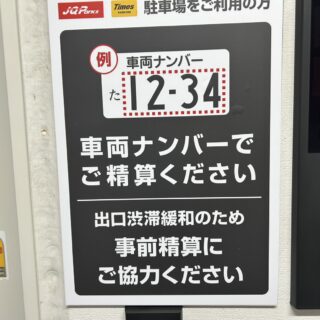 JQ Parks Times 駐車場をご利用の方
例 車両ナンバー
た 12-34
車両ナンバーで
ご精算ください
出口渋滞緩和のため
事前精算に
ご協力ください